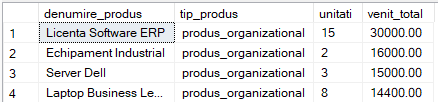 denumire_produs tip_produs unitati venit_total
1 Licenta Software ERP produs_organizational 15 30000.00
2 Echipament Industrial produs_organizational 2 16000.00
3 Server Dell produs_organizational 3 15000.00
4 Laptop Business Le... produs_organizational 8 14400.00